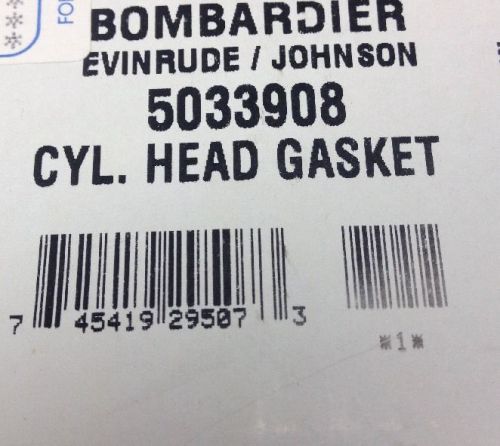 BOMBARDIER
EVINRUDE / JOHNSON
5033908
CYL. HEAD GASKET
7 45419 29507 3
*1*
***